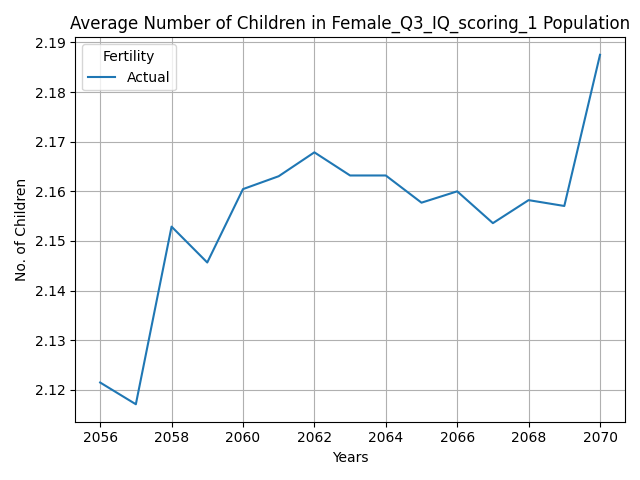 Average Number of Children in Female_Q3_IQ_scoring_1 Population
Fertility
Actual
No. of Children
2.19
2.18
2.17
2.16
2.15
2.14
2.13
2.12
2056 2058 2060 2062 2064 2066 2068 2070
Years